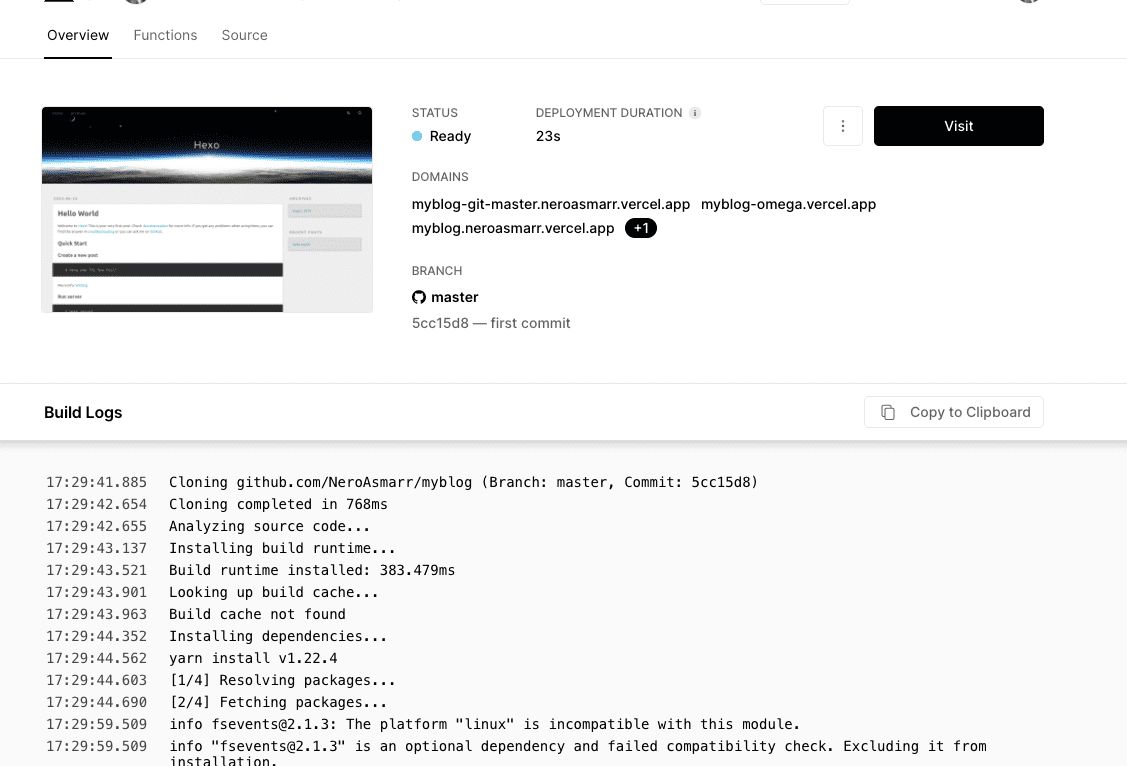 Overview Functions Source
Hexo
Hello World
Quick Start
Create a new post
Run server
STATUS
Ready
DEPLOYMENT DURATION i
23s
Visit
DOMAINS
myblog-git-master.neroasmarr.vercel.app myblog-omega.vercel.app
myblog.neroasmarr.vercel.app +1
BRANCH
master
5cc15d8 — first commit
Build Logs
Copy to Clipboard
17:29:41.885 Cloning github.com/NeroAsmarr/myblog (Branch: master, Commit: 5cc15d8)
17:29:42.654 Cloning completed in 768ms
17:29:42.655 Analyzing source code...
17:29:43.137 Installing build runtime...
17:29:43.521 Build runtime installed: 383.479ms
17:29:43.901 Looking up build cache...
17:29:43.963 Build cache not found
17:29:44.352 Installing dependencies...
17:29:44.562 yarn install v1.22.4
17:29:44.603 [1/4] Resolving packages...
17:29:44.690 [2/4] Fetching packages...
17:29:59.509 info fsevents@2.1.3: The platform "linux" is incompatible with this module.
17:29:59.509 info "fsevents@2.1.3" is an optional dependency and failed compatibility check. Excluding it from
installation.